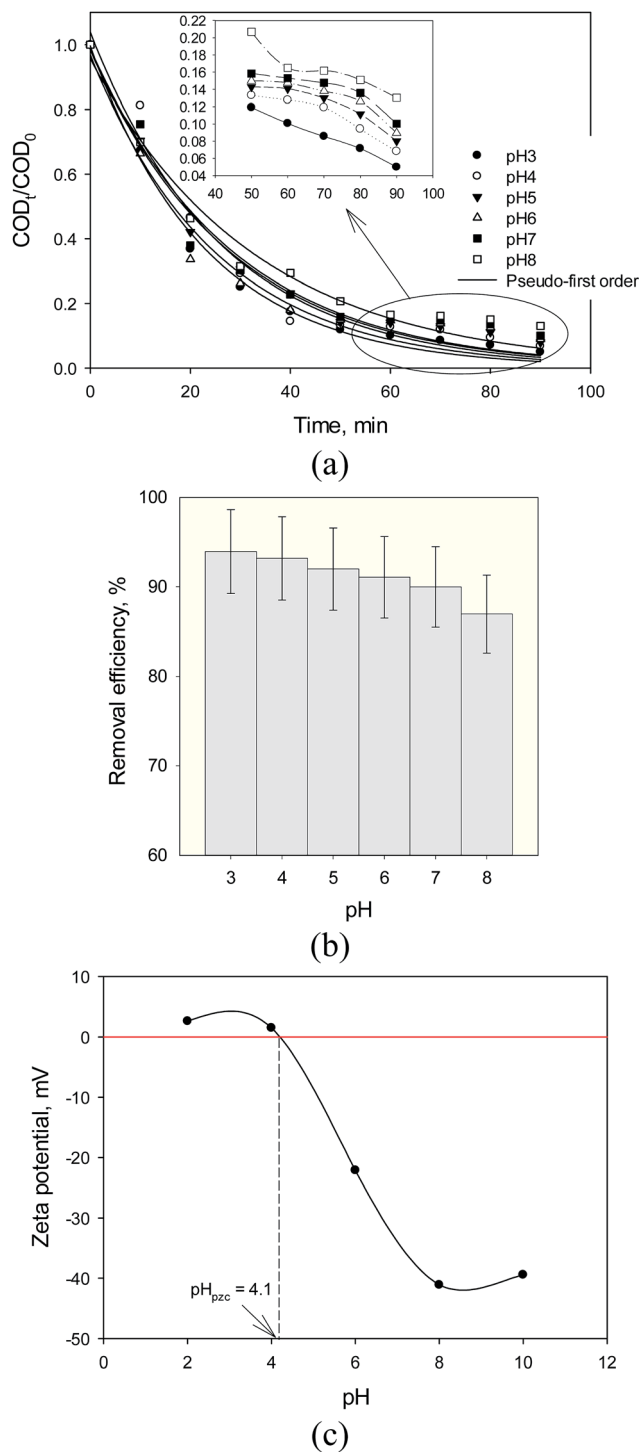 CODt/COD0
1.0
0.8
0.6
0.4
0.2
0.0
0.22
0.20
0.18
0.16
0.14
0.12
0.10
0.08
0.06
0.04
40 50 60 70 80 90 100
pH3
pH4
pH5
pH6
pH7
pH8
Pseudo-first order
0 20 40 60 80 100
Time, min
(a)
Removal efficiency, %
100
90
80
70
60
3 4 5 6 7 8
pH
(b)
Zeta potential, mV
10
0
-10
-20
-30
-40
-50
pHpzc = 4.1
0 2 4 6 8 10 12
pH
(c)